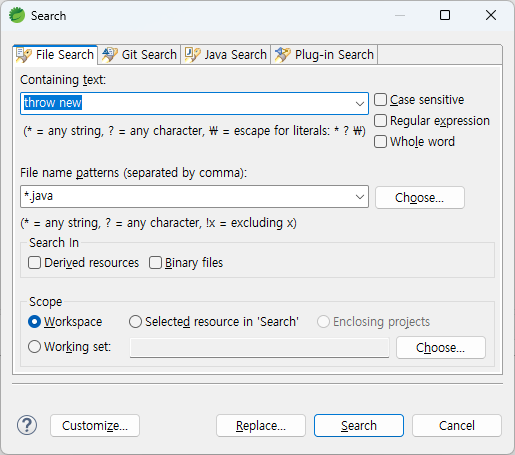 Search
File Search Git Search Java Search Plug-in Search
Containing text:
throw new
Case sensitive
Regular expression
Whole word
(* = any string, ? = any character, ₩ = escape for literals: * ? ₩)
File name patterns (separated by comma):
*.java
Choose...
(* = any string, ? = any character, !x = excluding x)
Search In
Derived resources Binary files
Scope
Workspace Selected resource in 'Search' Enclosing projects
Working set: Choose...
? Customize... Replace... Search Cancel